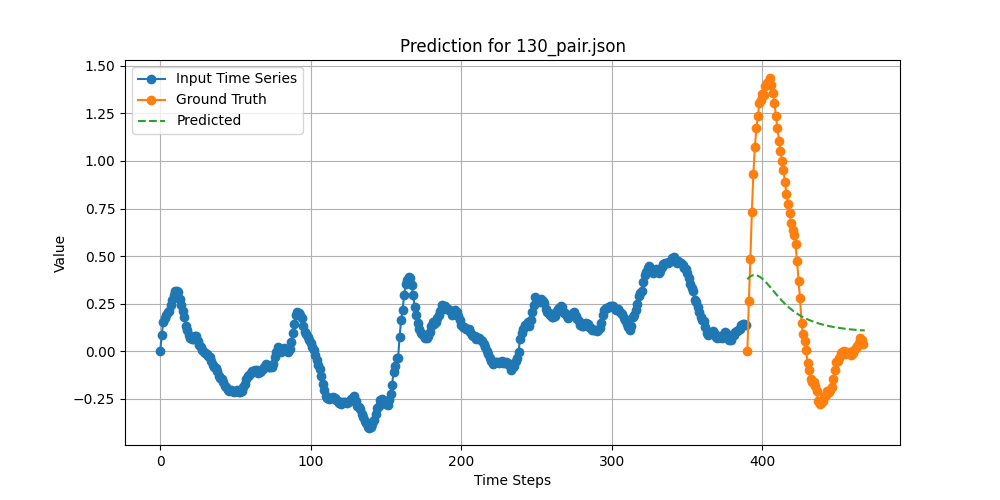 Prediction for 130_pair.json
Input Time Series
Ground Truth
Predicted
Value
1.50
1.25
1.00
0.75
0.50
0.25
0.00
−0.25
0 100 200 300 400
Time Steps